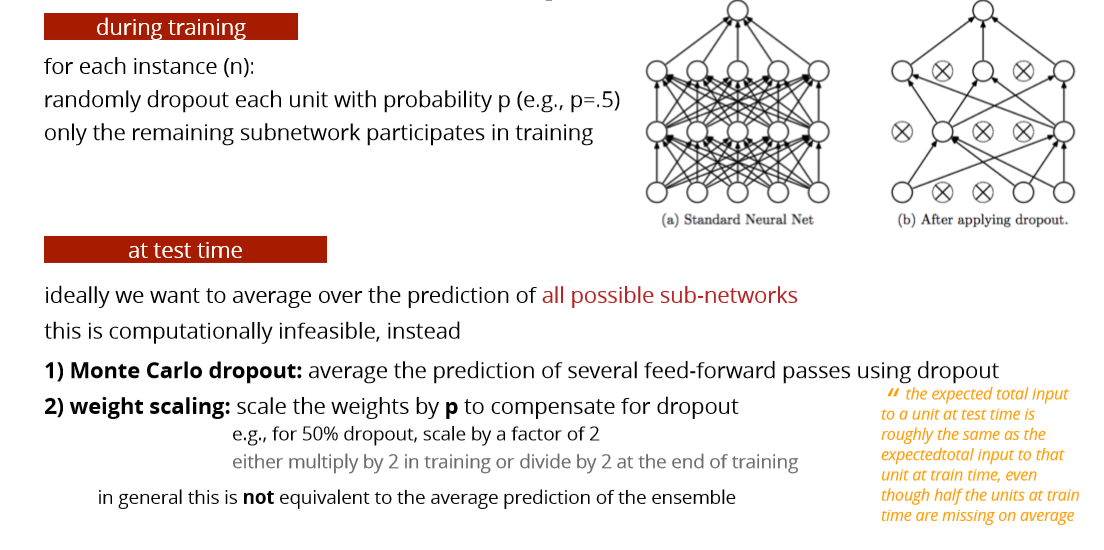 during training
for each instance (n):
randomly dropout each unit with probability p (e.g., p=.5)
only the remaining subnetwork participates in training
(a) Standard Neural Net
(b) After applying dropout.
at test time
ideally we want to average over the prediction of all possible sub-networks
this is computationally infeasible, instead
1) Monte Carlo dropout: average the prediction of several feed-forward passes using dropout
2) weight scaling: scale the weights by p to compensate for dropout
e.g., for 50% dropout, scale by a factor of 2
either multiply by 2 in training or divide by 2 at the end of training
in general this is not equivalent to the average prediction of the ensemble
“ the expected total input
to a unit at test time is
roughly the same as the
expectedtotal input to that
unit at train time, even
though half the units at train
time are missing on average